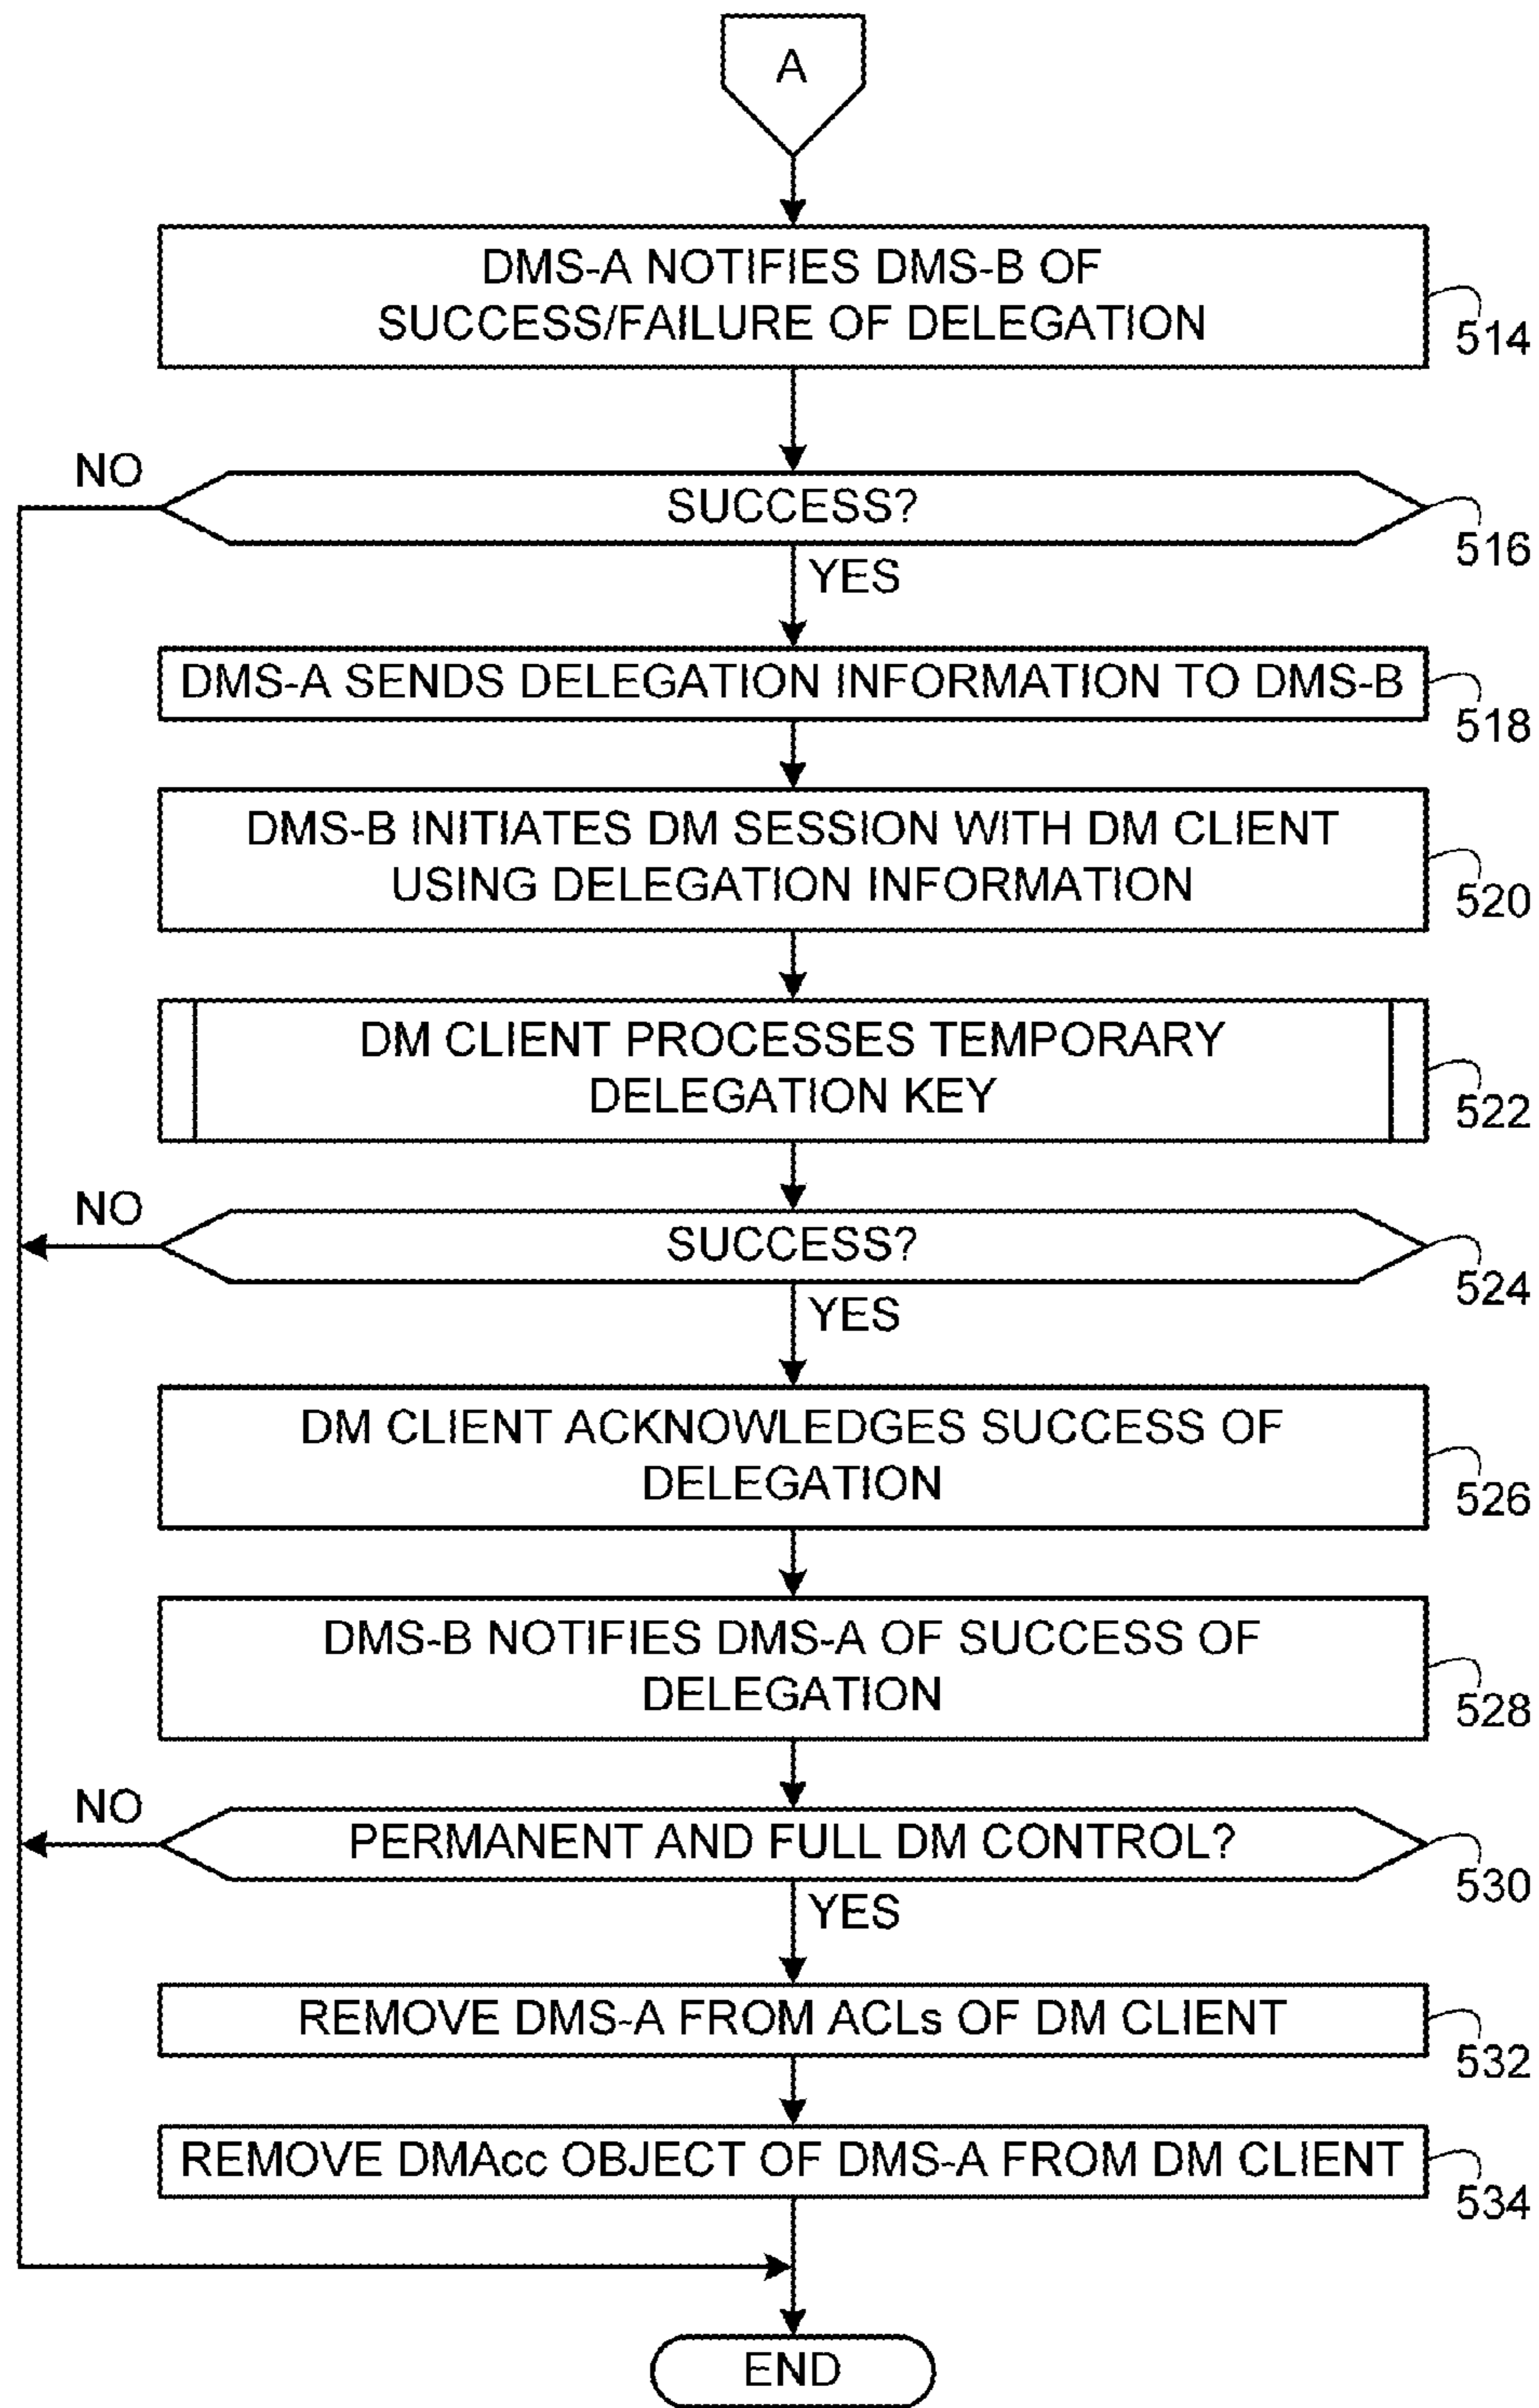 A
DMS-A NOTIFIES DMS-B OF
SUCCESS/FAILURE OF DELEGATION
514
NO
SUCCESS?
516
YES
DMS-A SENDS DELEGATION INFORMATION TO DMS-B
518
DMS-B INITIATES DM SESSION WITH DM CLIENT
USING DELEGATION INFORMATION
520
DM CLIENT PROCESSES TEMPORARY
DELEGATION KEY
522
NO
SUCCESS?
524
YES
DM CLIENT ACKNOWLEDGES SUCCESS OF
DELEGATION
526
DMS-B NOTIFIES DMS-A OF SUCCESS OF
DELEGATION
528
NO
PERMANENT AND FULL DM CONTROL?
530
YES
REMOVE DMS-A FROM ACLs OF DM CLIENT
532
REMOVE DMAcc OBJECT OF DMS-A FROM DM CLIENT
534
END